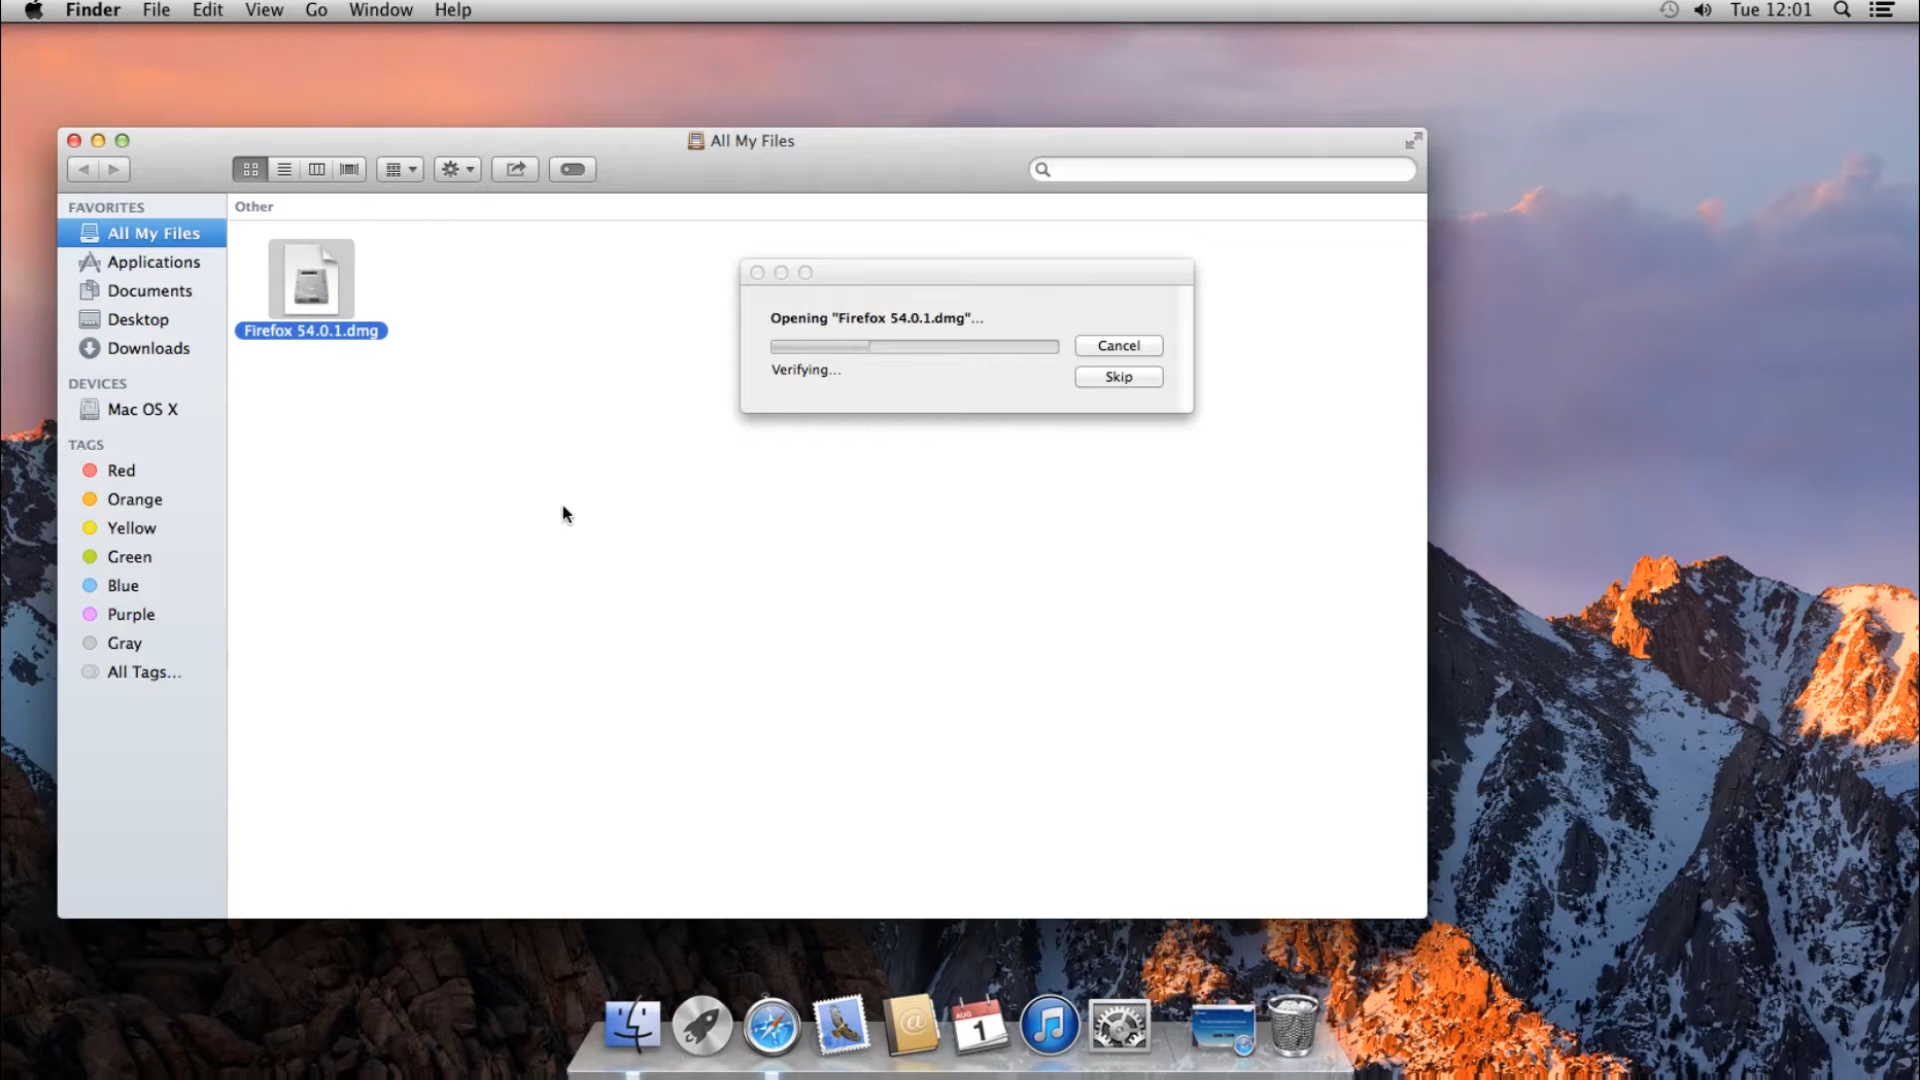 Finder File Edit View Go Window Help Tue 12:01
All My Files
FAVORITES
All My Files
Applications
Documents
Desktop
Downloads
DEVICES
Mac OS X
TAGS
Red
Orange
Yellow
Green
Blue
Purple
Gray
All Tags...
Other
Firefox 54.0.1.dmg
Opening "Firefox 54.0.1.dmg"...
Cancel
Verifying...
Skip
@
AUG
1